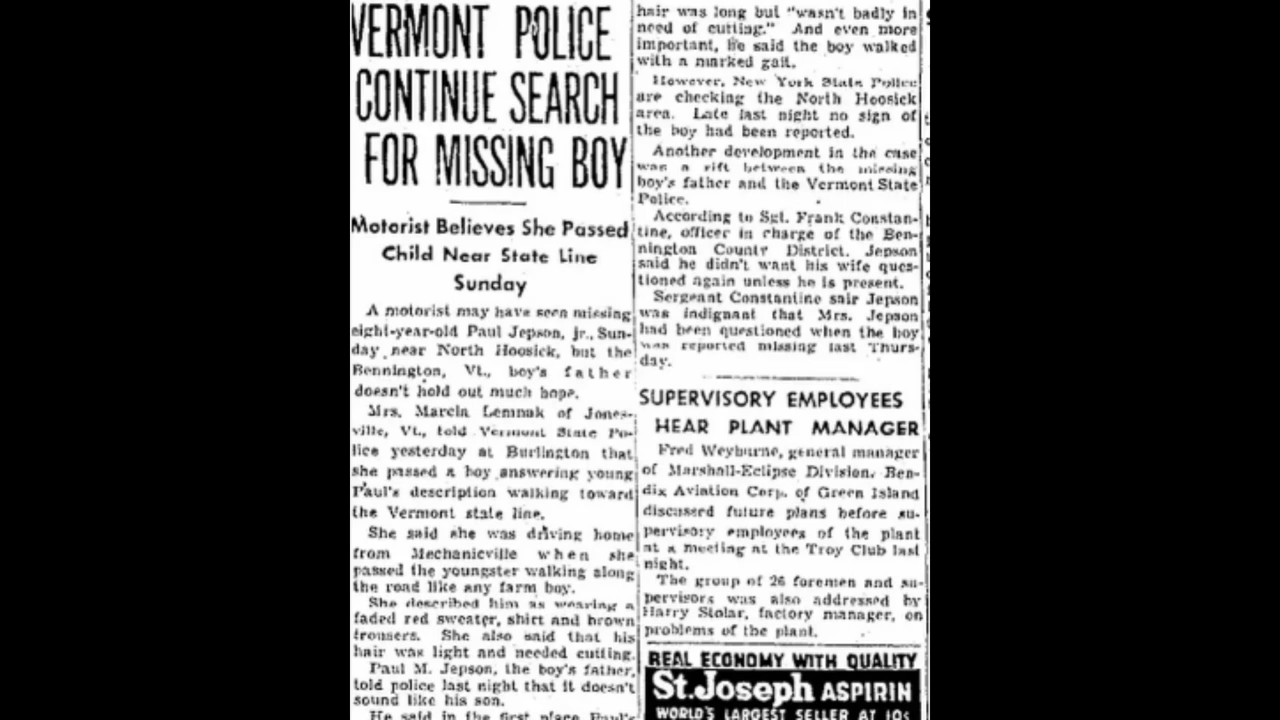 VERMONT POLICE
CONTINUE SEARCH
FOR MISSING BOY
Motorist Believes She Passed
Child Near State Line
Sunday
A motorist may have seen missing
eight-year-old Paul Jepson, jr., Sun-
day near North Hoosick, but the
Bennington, Vt., boy's father
doesn't hold out much hope.
Mrs. Marcia Lemnak of Jones-
ville, Vt., told Vermont State Po-
lice yesterday at Burlington that
she passed a boy answering young
Paul's description walking toward
the Vermont state line.
She said she was driving home
from Mechanicville when she
passed the youngster walking along
the road like any farm boy.
She described him as wearing a
faded red sweater, shirt and brown
trousers. She also said that his
hair was light and needed cutting.
Paul M. Jepson, the boy's father,
told police last night that it doesn't
sound like his son.
He said in the first place Paul's
hair was long but "wasn't badly in
need of cutting." And even more
important, he said the boy walked
with a marked gait.
However, New York State Police
are checking the North Hoosick
area. Late last night no sign of
the boy had been reported.
Another development in the case
was a rift between the missing
boy's father and the Vermont State
Police.
According to Sgt. Frank Constan-
tine, officer in charge of the Ben-
nington County District, Jepson
said he didn't want his wife ques-
tioned again unless he is present.
Sergeant Constantine sair Jepson
was indignant that Mrs. Jepson
had been questioned when the boy
was reported missing last Thurs-
day.
SUPERVISORY EMPLOYEES
HEAR PLANT MANAGER
Fred Weyburne, general manager
of Marshall-Eclipse Division, Ben-
dix Aviation Corp. of Green Island
discussed future plans before su-
pervisory employees of the plant
at a meeting at the Troy Club last
night.
The group of 26 foremen and su-
pervisors was also addressed by
Harry Stolar, factory manager, on
problems of the plant.
REAL ECONOMY WITH QUALITY
St.Joseph ASPIRIN
WORLD'S LARGEST SELLER AT 10¢